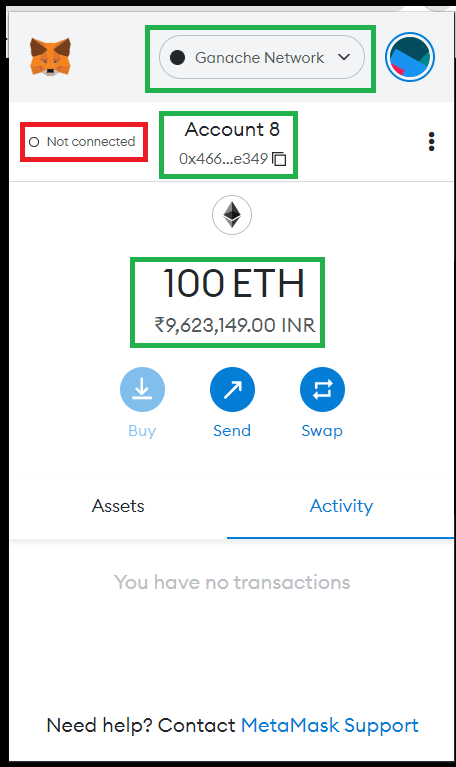 Ganache Network
Not connected
Account 8
0x466...e349
100 ETH
₹9,623,149.00 INR
Buy
Send
Swap
Assets
Activity
You have no transactions
Need help? Contact MetaMask Support